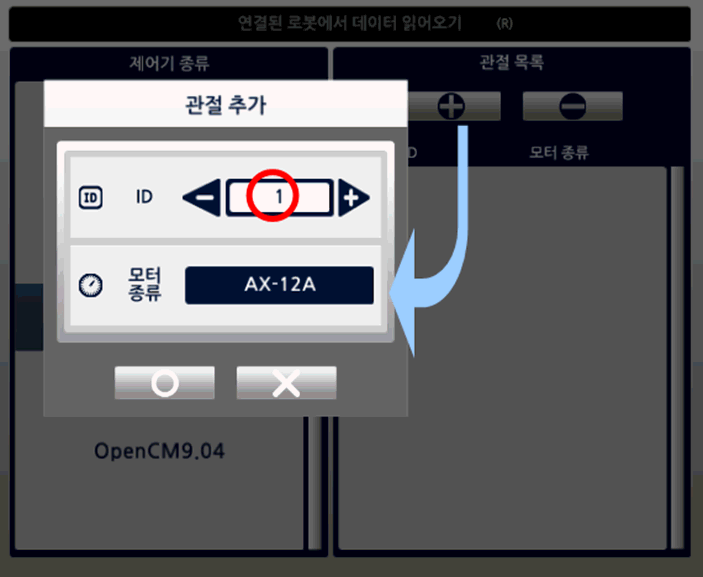 연결된 로봇에서 데이터 읽어오기 (R)
제어기 종류
관절 목록
관절 추가
D 모터 종류
ID ID 1
모터
종류
AX-12A
OpenCM9.04